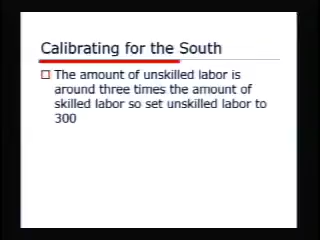 Calibrating for the South
The amount of unskilled labor is
around three times the amount of
skilled labor so set unskilled labor to
300